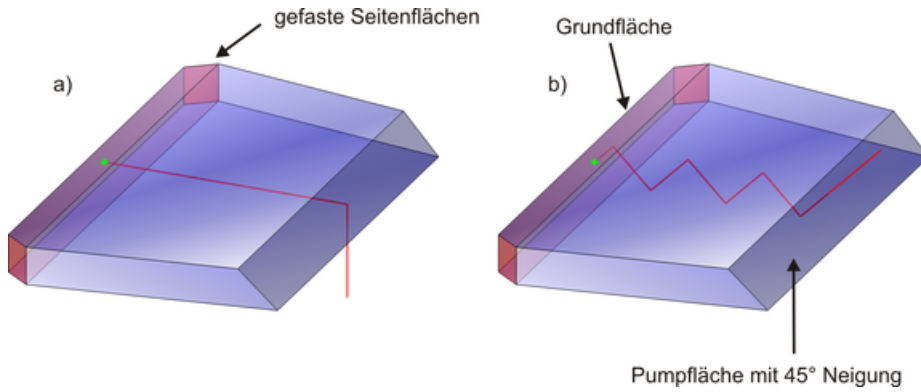 gefaste Seitenflächen
a)
Grundfläche
b)
Pumpfläche mit 45° Neigung